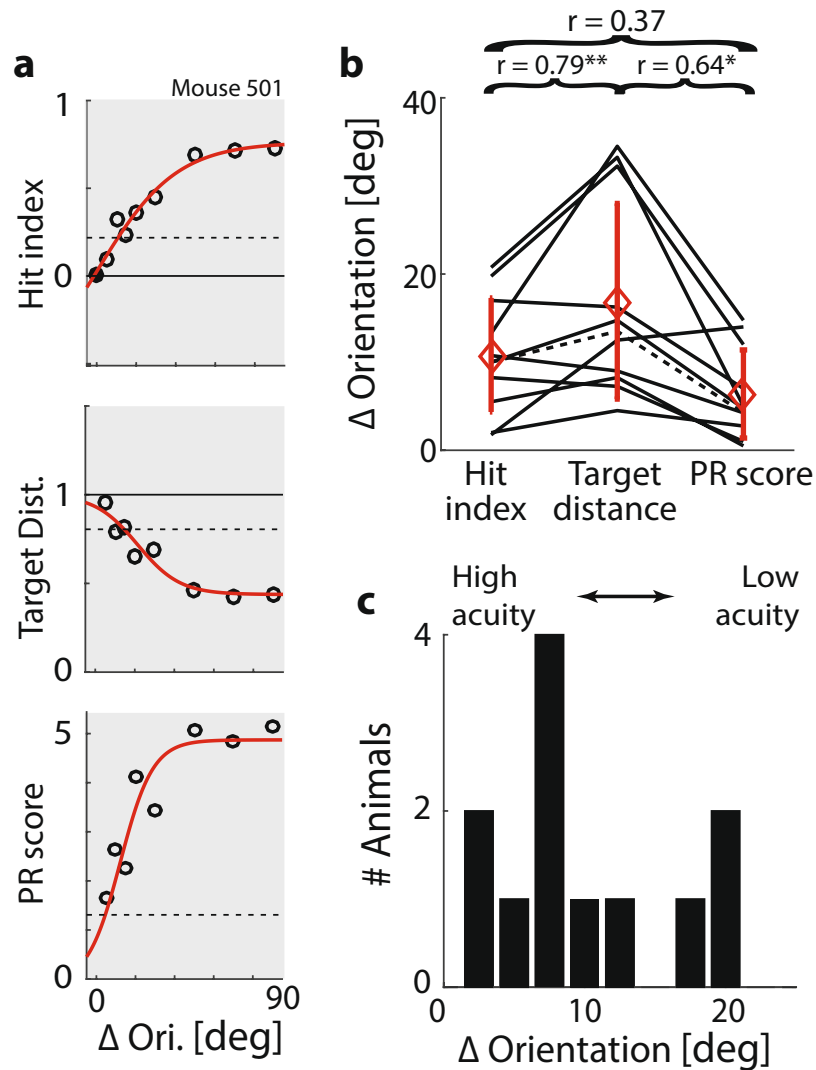 a
Mouse 501
1
0
Hit index
1
0
Target Dist.
5
0
PR score
0
90
Δ Ori. [deg]
b
r = 0.37
r = 0.79**
r = 0.64*
40
20
0
Δ Orientation [deg]
Hit index
Target distance
PR score
c
High acuity
Low acuity
4
2
0
# Animals
0
10
20
Δ Orientation [deg]